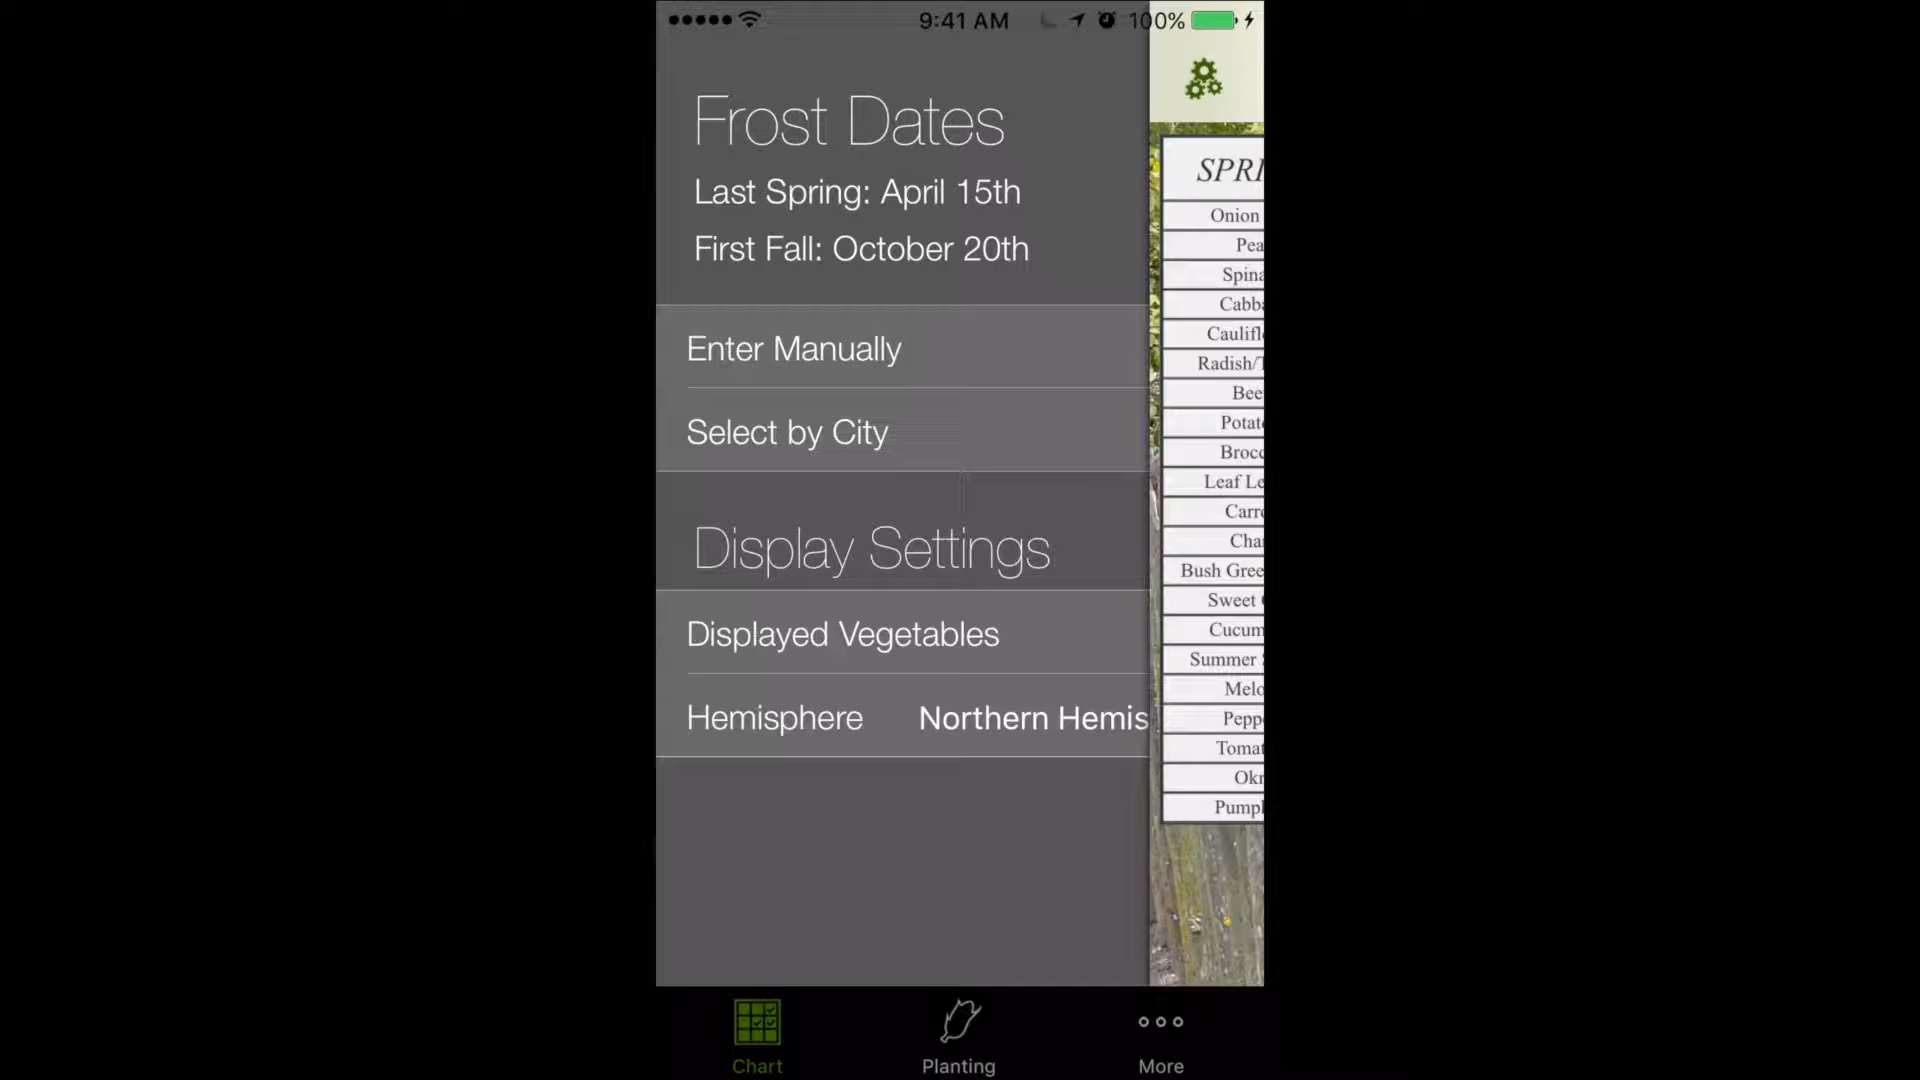 9:41 AM
100%
Frost Dates
Last Spring: April 15th
First Fall: October 20th
Enter Manually
Select by City
Display Settings
Displayed Vegetables
Hemisphere Northern Hemis
SPRI
Onion
Pea
Spina
Cabb
Caulifl
Radish/T
Bee
Potat
Brocc
Leaf Le
Carr
Cha
Bush Gree
Sweet
Cucum
Summer
Melo
Pepp
Tomat
Okr
Pump
Chart
Planting
More